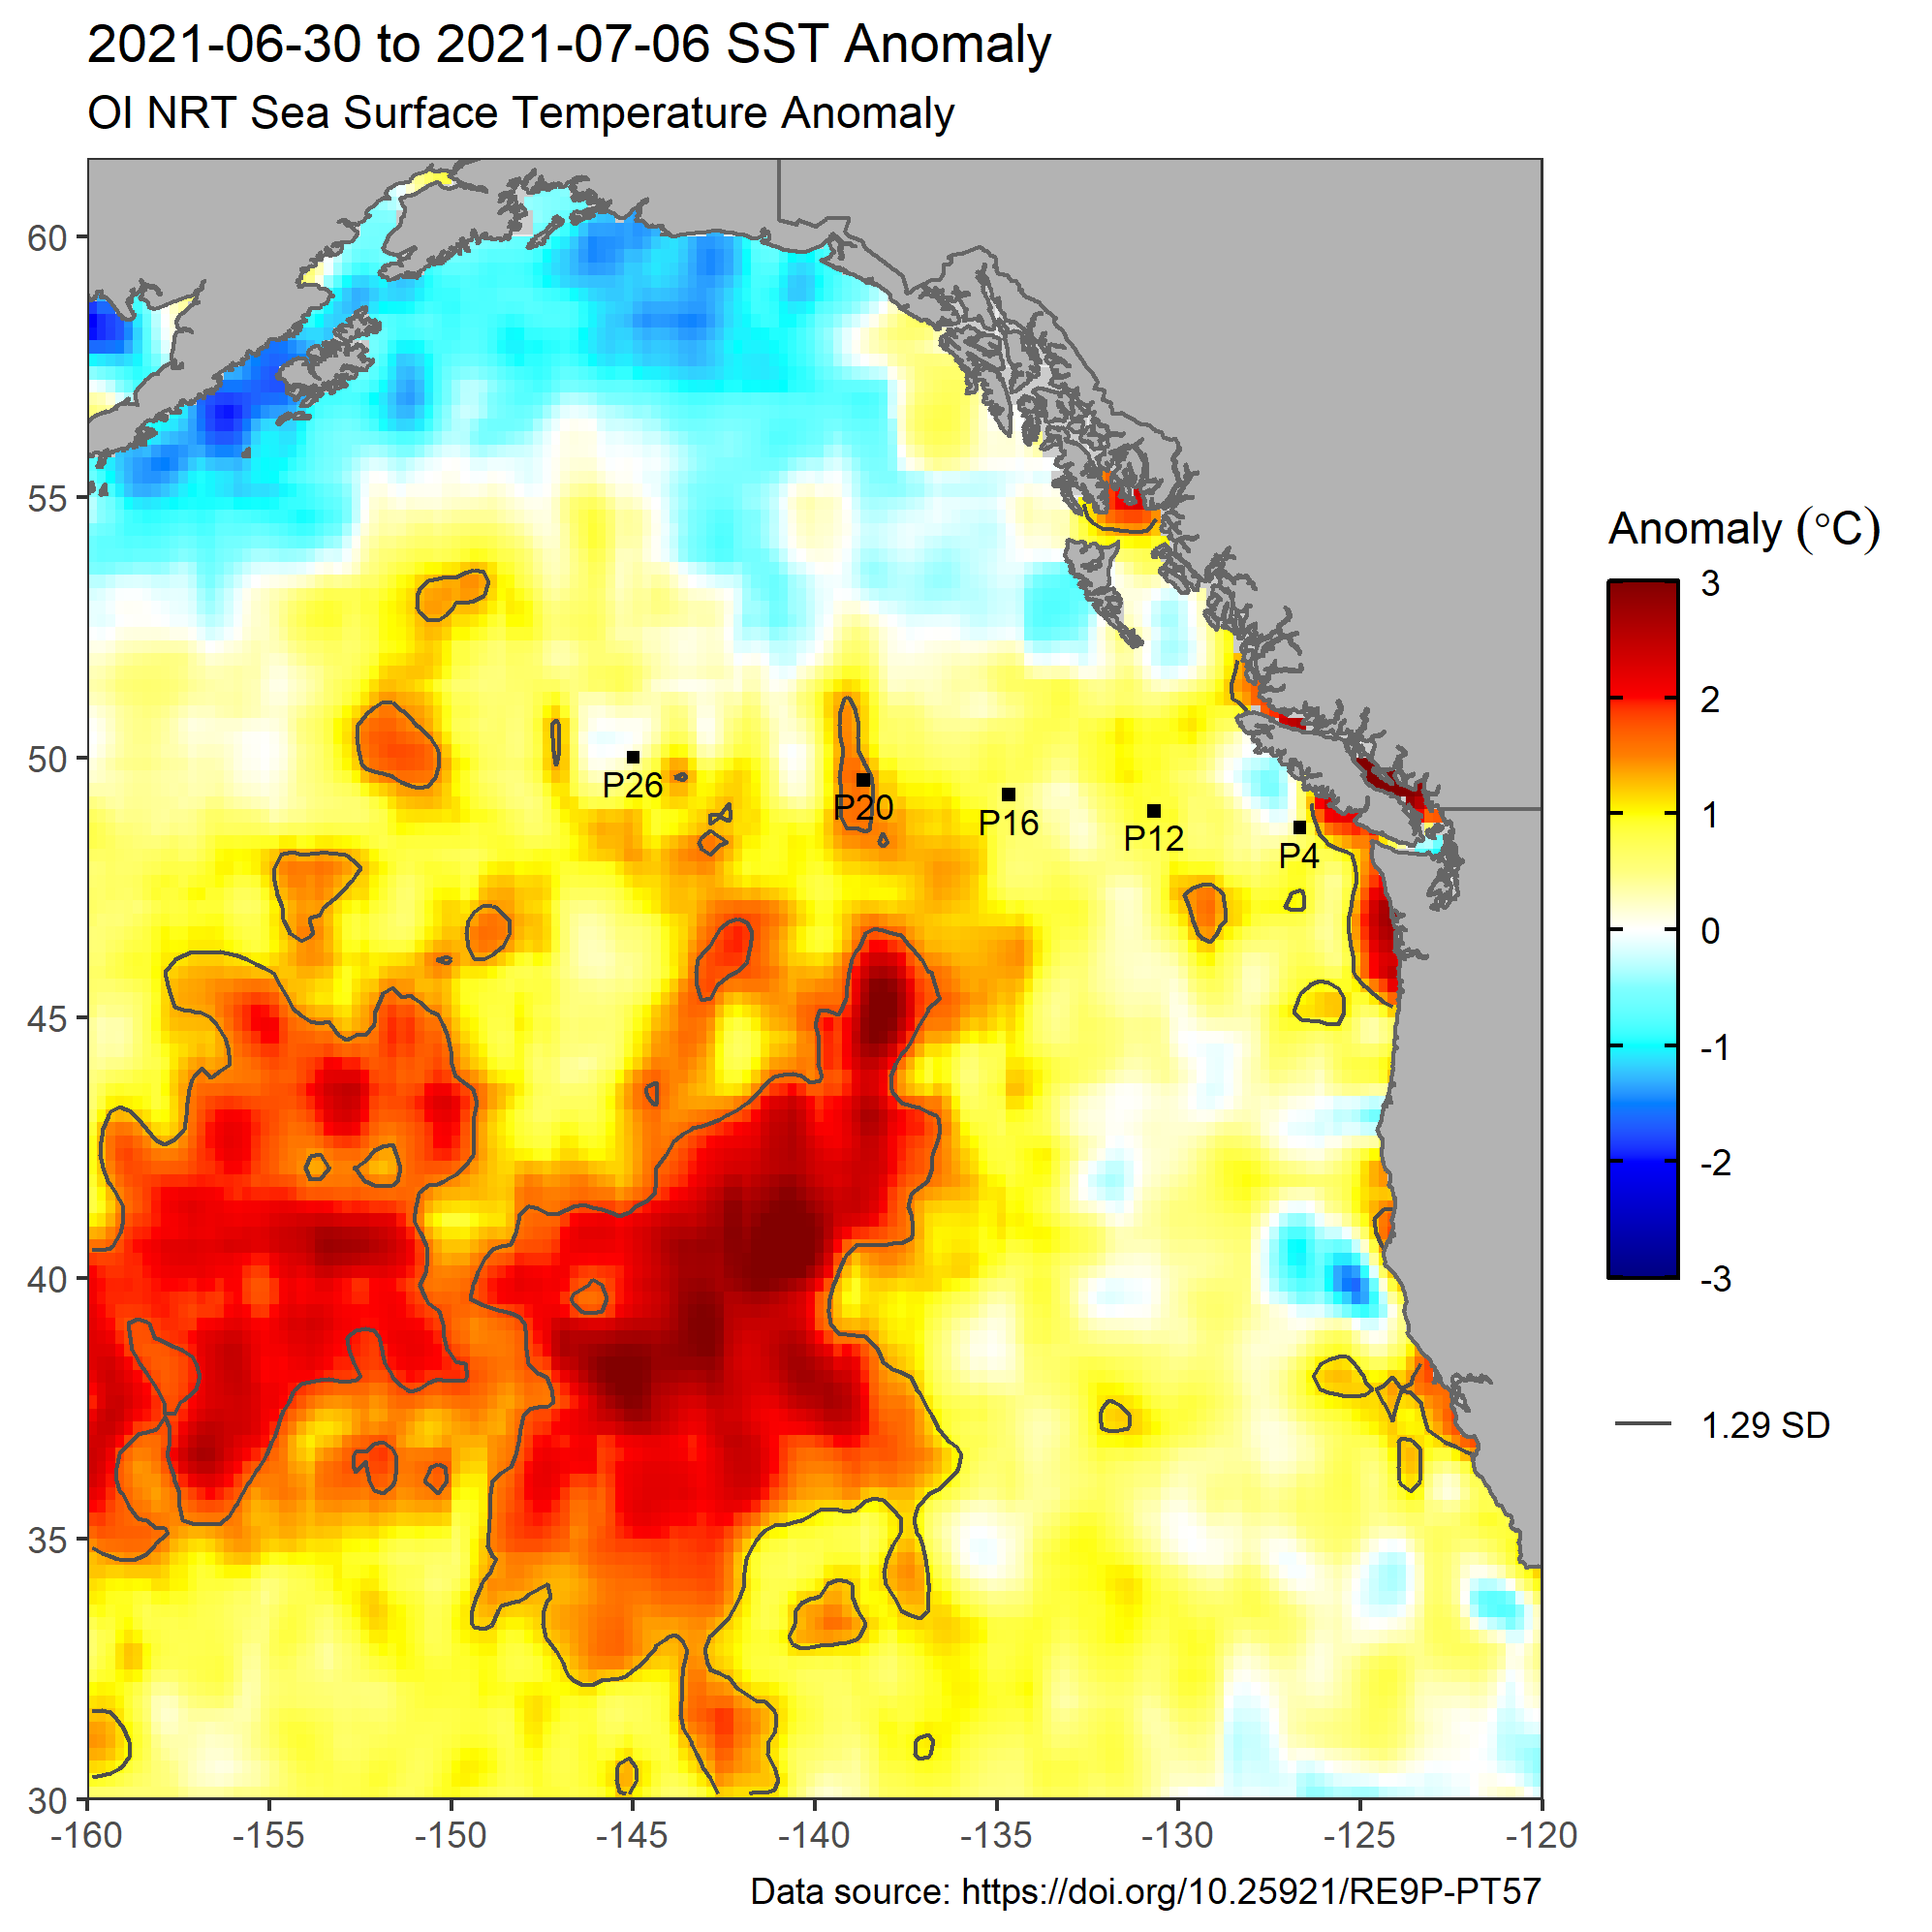 2021-06-30 to 2021-07-06 SST Anomaly
OI NRT Sea Surface Temperature Anomaly
60
55
50
45
40
35
30
P26
P20
P16
P12
P4
-160
-155
-150
-145
-140
-135
-130
-125
-120
Anomaly (°C)
3
2
1
0
-1
-2
-3
1.29 SD
Data source: https://doi.org/10.25921/RE9P-PT57